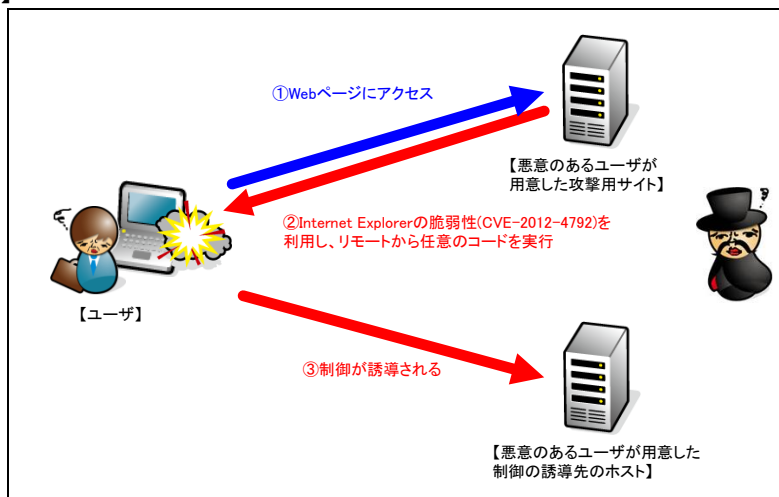 】
①Webページにアクセス
【悪意のあるユーザが
用意した攻撃用サイト】
②Internet Explorerの脆弱性(CVE-2012-4792)を
利用し、リモートから任意のコードを実行
【ユーザ】
③制御が誘導される
【悪意のあるユーザが用意した
制御の誘導先のホスト】